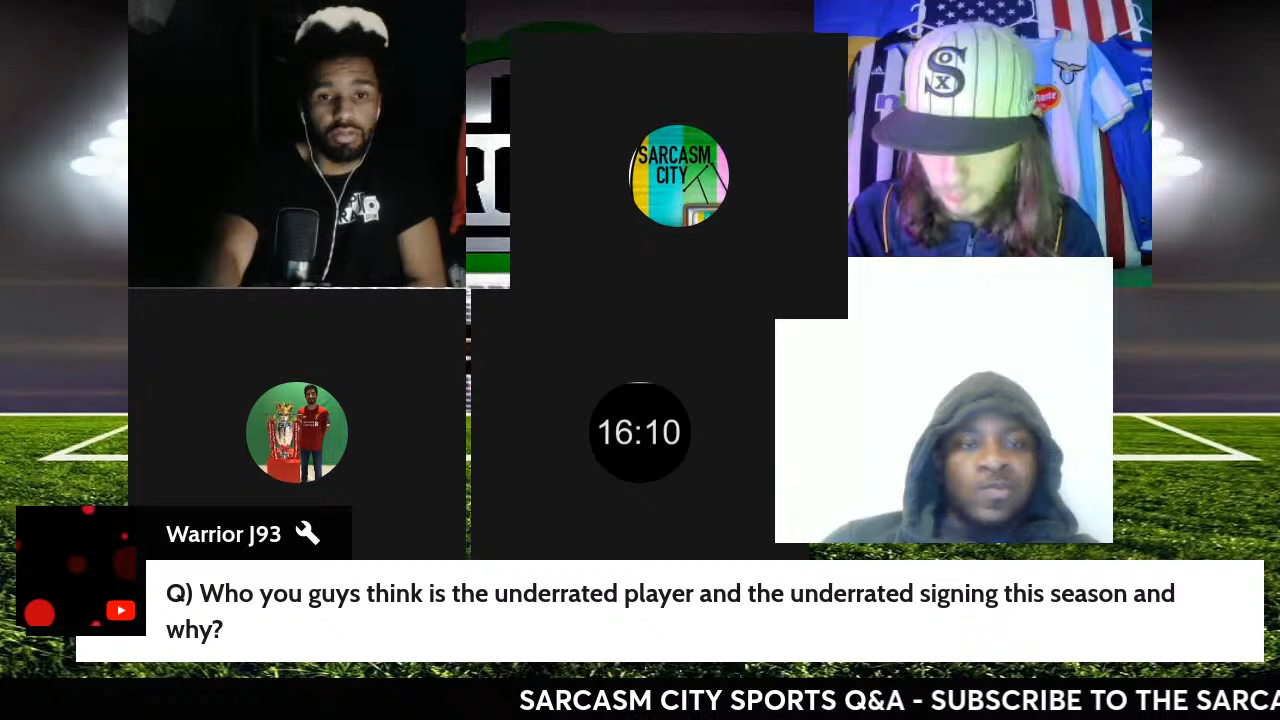 SARCASM
CITY
SOX
16:10
Warrior J93
Q) Who you guys think is the underrated player and the underrated signing this season and
why?
SARCASM CITY SPORTS Q&A - SUBSCRIBE TO THE SARCA